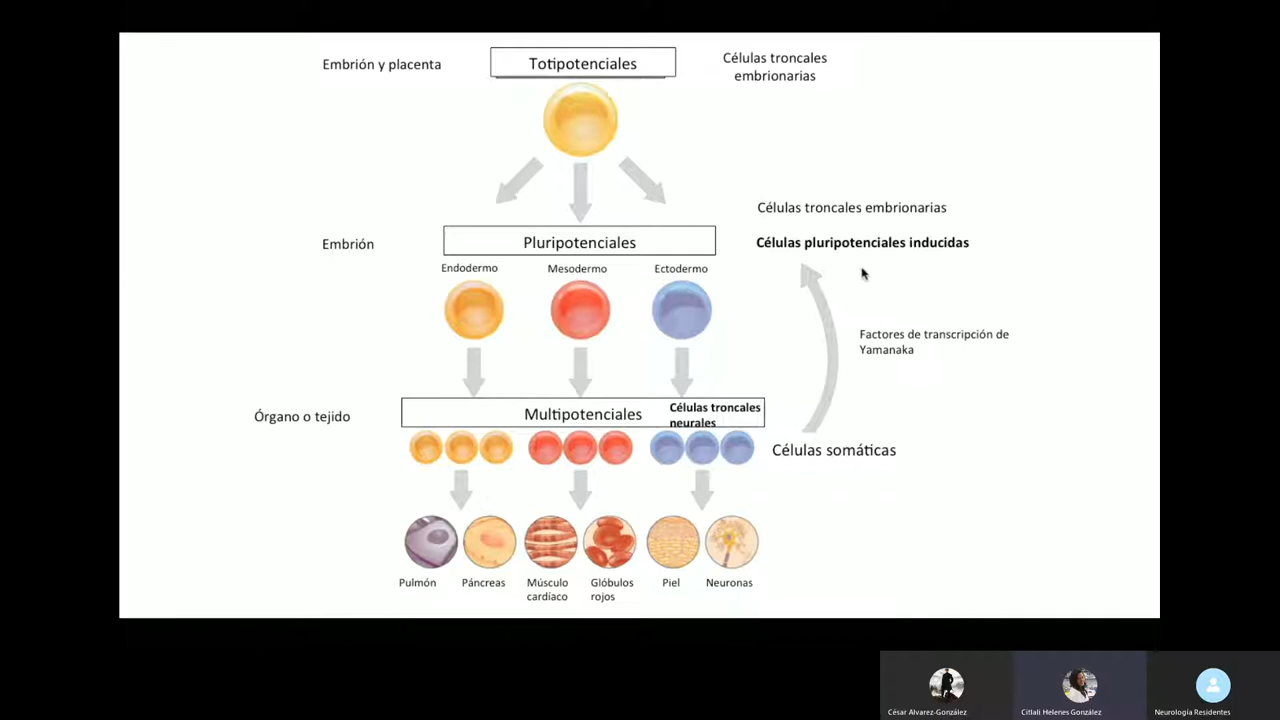 Embrión y placenta
Totipotenciales
Células troncales
embrionarias
Células troncales embrionarias
Embrión
Pluripotenciales
Células pluripotenciales inducidas
Endodermo
Mesodermo
Ectodermo
Factores de transcripción de
Yamanaka
Órgano o tejido
Multipotenciales
Células troncales
neurales
Células somáticas
Pulmón
Páncreas
Músculo
cardíaco
Glóbulos
rojos
Piel
Neuronas
César Alvarez-González
Citlali Helenes González
Neurología Residentes